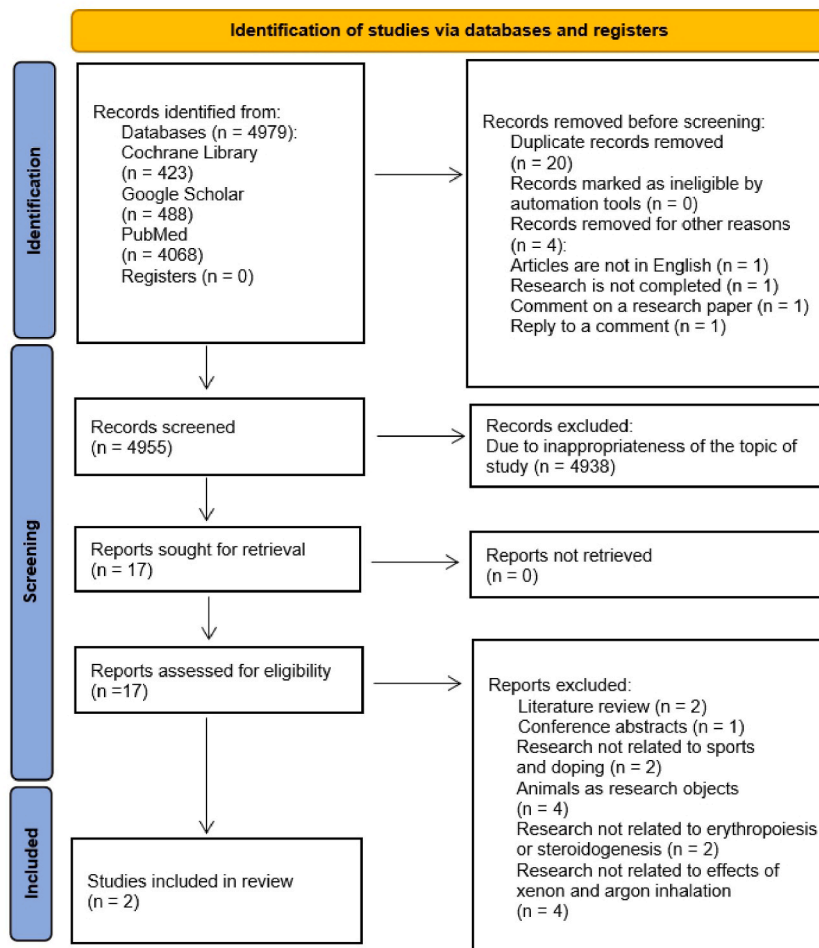 Identification of studies via databases and registers
Identification
Records identified from:
Databases (n = 4979):
Cochrane Library
(n = 423)
Google Scholar
(n = 488)
PubMed
(n = 4068)
Registers (n = 0)
Records removed before screening:
Duplicate records removed
(n = 20)
Records marked as ineligible by
automation tools (n = 0)
Records removed for other reasons
(n = 4):
Articles are not in English (n = 1)
Research is not completed (n = 1)
Comment on a research paper (n = 1)
Reply to a comment (n = 1)
Screening
Records screened
(n = 4955)
Records excluded:
Due to inappropriateness of the topic of
study (n = 4938)
Reports sought for retrieval
(n = 17)
Reports not retrieved
(n = 0)
Reports assessed for eligibility
(n =17)
Reports excluded:
Literature review (n = 2)
Conference abstracts (n = 1)
Research not related to sports
and doping (n = 2)
Animals as research objects
(n = 4)
Research not related to erythropoiesis
or steroidogenesis (n = 2)
Research not related to effects of
xenon and argon inhalation
(n = 4)
Included
Studies included in review
(n = 2)